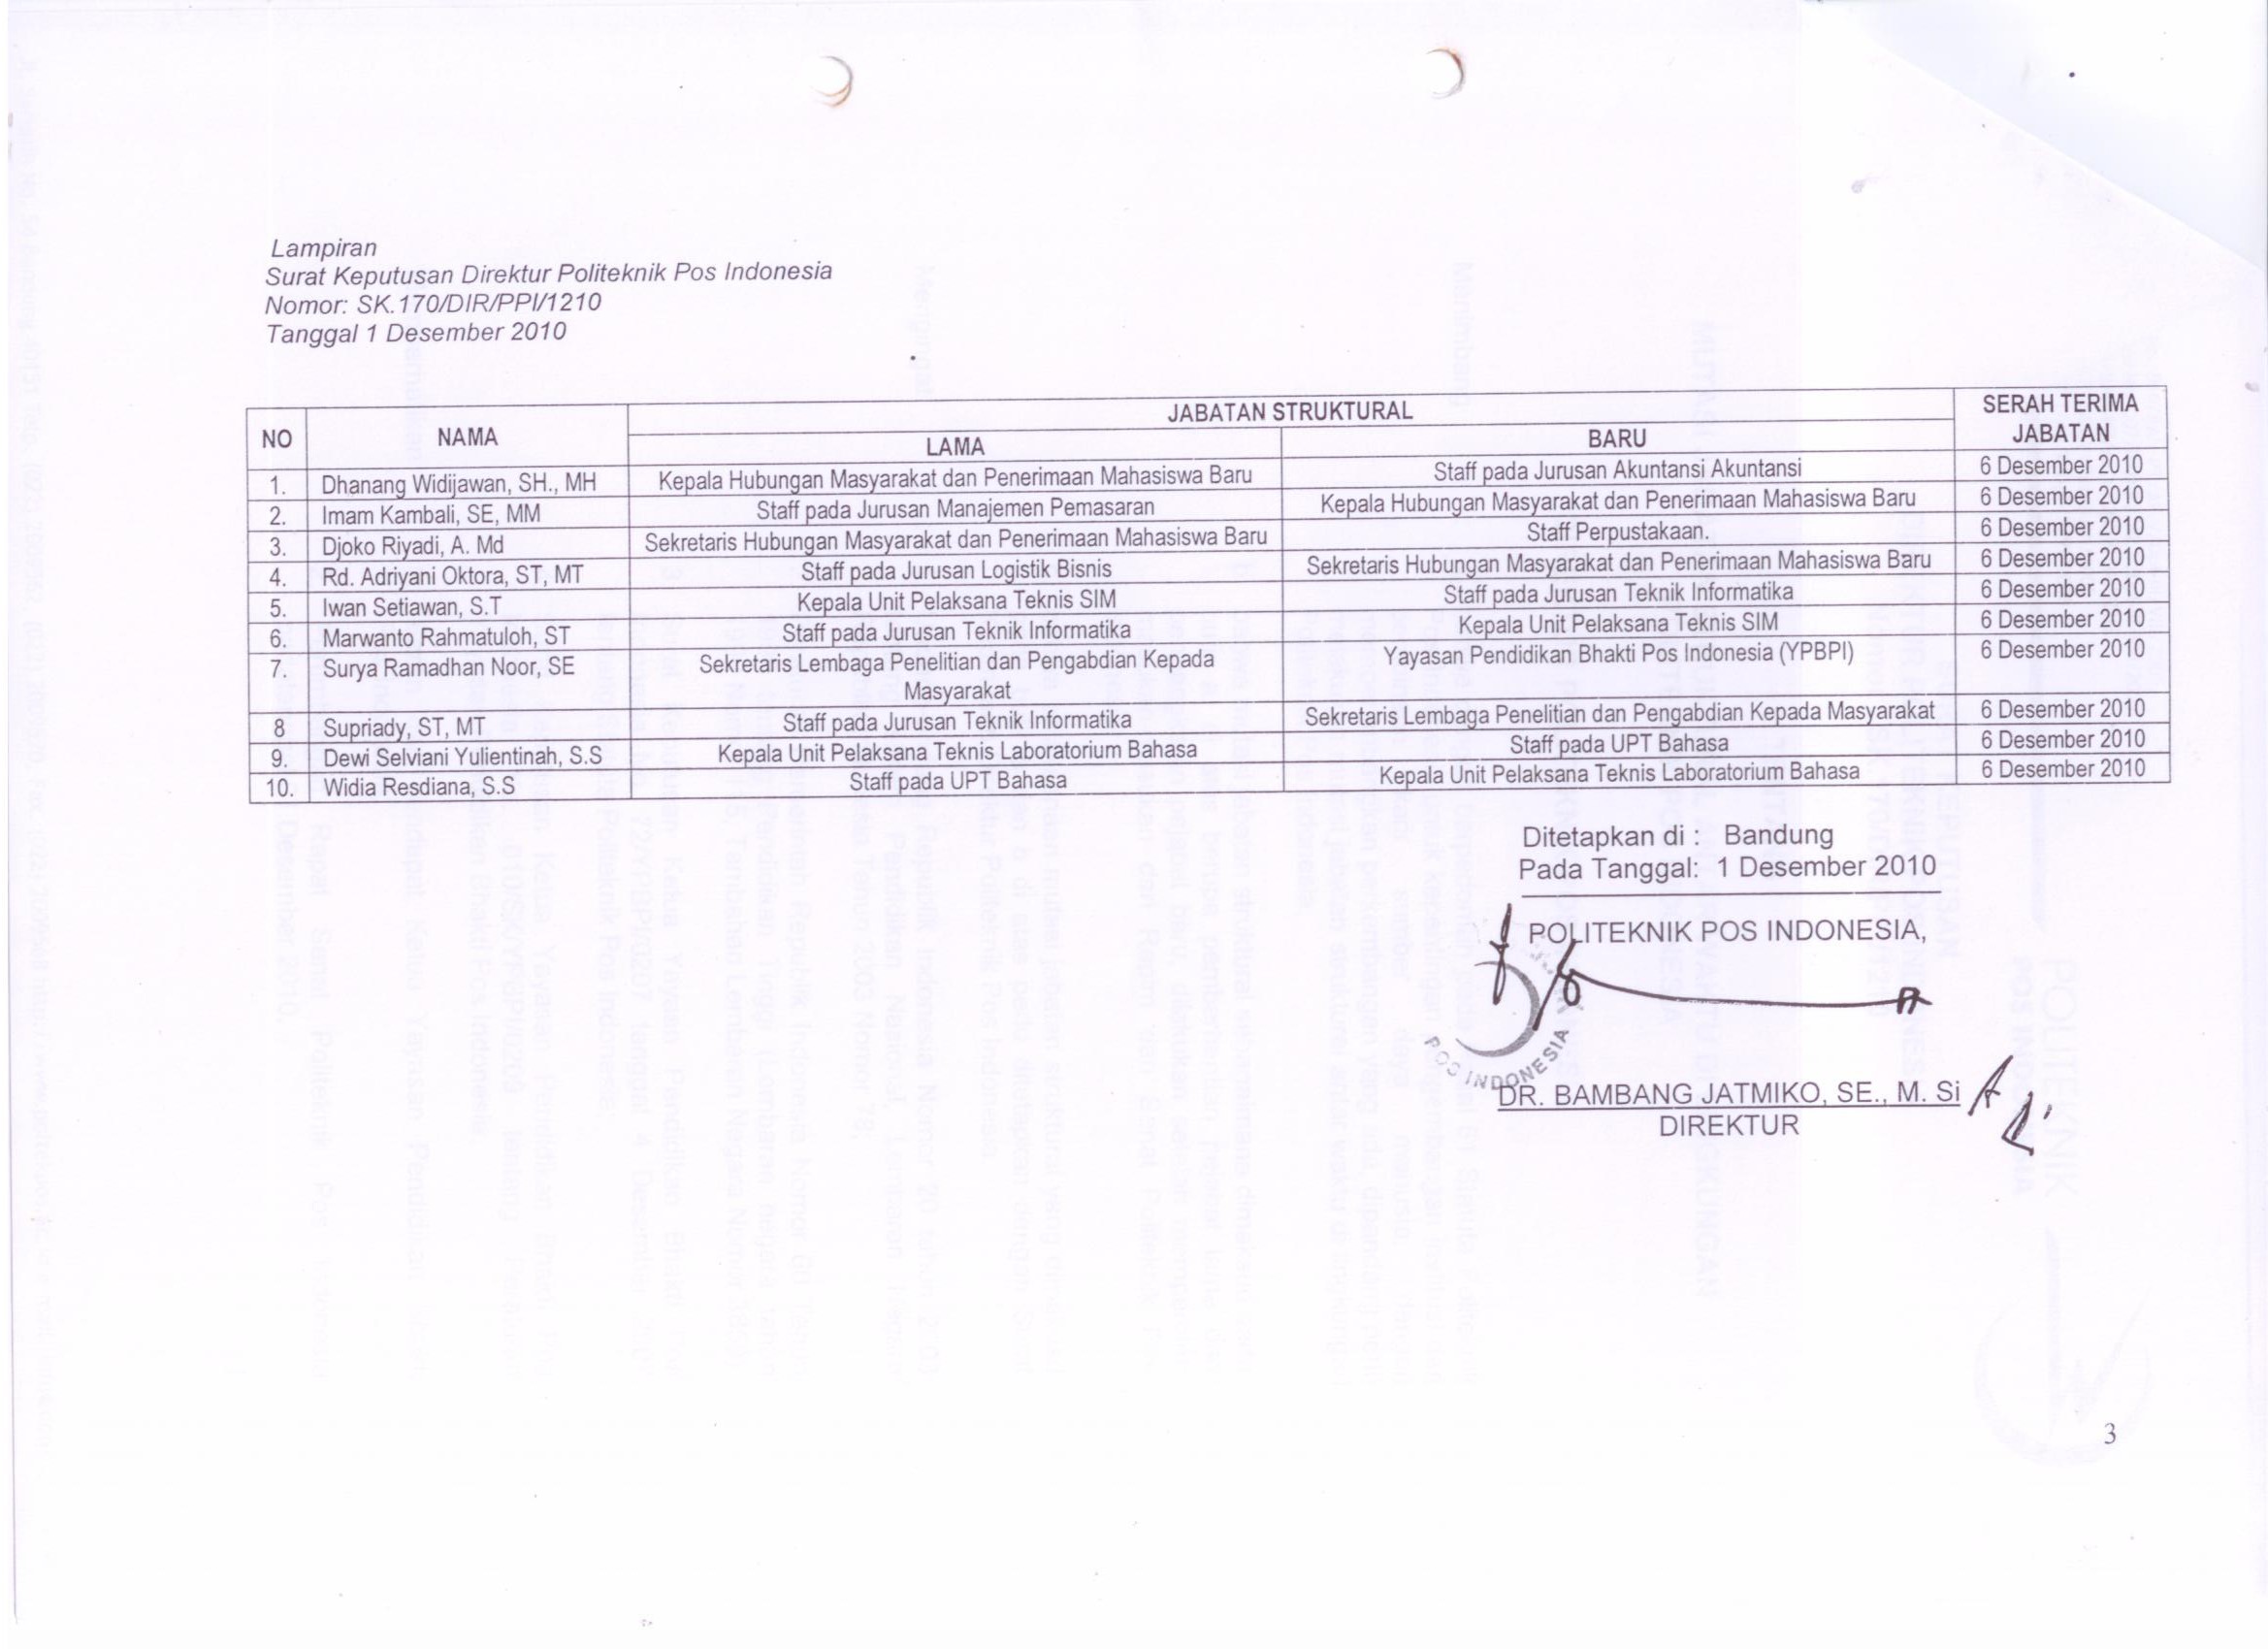 Lampiran
Surat Keputusan Direktur Politeknik Pos Indonesia
Nomor: SK.170/DIR/PPI/1210
Tanggal 1 Desember 2010
NO NAMA JABATAN STRUKTURAL SERAH TERIMA JABATAN
LAMA BARU
1. Dhanang Widijawan, SH., MH Kepala Hubungan Masyarakat dan Penerimaan Mahasiswa Baru Staff pada Jurusan Akuntansi Akuntansi 6 Desember 2010
2. Imam Kambali, SE, MM Staff pada Jurusan Manajemen Pemasaran Kepala Hubungan Masyarakat dan Penerimaan Mahasiswa Baru 6 Desember 2010
3. Djoko Riyadi, A. Md Sekretaris Hubungan Masyarakat dan Penerimaan Mahasiswa Baru Staff Perpustakaan. 6 Desember 2010
4. Rd. Adriyani Oktora, ST, MT Staff pada Jurusan Logistik Bisnis Sekretaris Hubungan Masyarakat dan Penerimaan Mahasiswa Baru 6 Desember 2010
5. Iwan Setiawan, S.T Kepala Unit Pelaksana Teknis SIM Staff pada Jurusan Teknik Informatika 6 Desember 2010
6. Marwanto Rahmatuloh, ST Staff pada Jurusan Teknik Informatika Kepala Unit Pelaksana Teknis SIM 6 Desember 2010
7. Surya Ramadhan Noor, SE Sekretaris Lembaga Penelitian dan Pengabdian Kepada Masyarakat Yayasan Pendidikan Bhakti Pos Indonesia (YPBPI) 6 Desember 2010
8 Supriady, ST, MT Staff pada Jurusan Teknik Informatika Sekretaris Lembaga Penelitian dan Pengabdian Kepada Masyarakat 6 Desember 2010
9. Dewi Selviani Yulientinah, S.S Kepala Unit Pelaksana Teknis Laboratorium Bahasa Staff pada UPT Bahasa 6 Desember 2010
10. Widia Resdiana, S.S Staff pada UPT Bahasa Kepala Unit Pelaksana Teknis Laboratorium Bahasa 6 Desember 2010
Ditetapkan di : Bandung
Pada Tanggal: 1 Desember 2010
POLITEKNIK POS INDONESIA,
POS INDONESIA
DR. BAMBANG JATMIKO, SE., M. Si
DIREKTUR
3